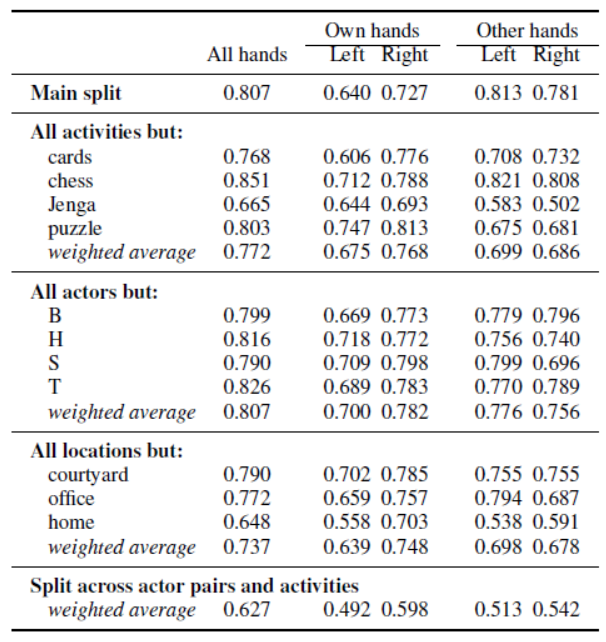 Own hands Other hands
All hands Left Right Left Right
Main split 0.807 0.640 0.727 0.813 0.781
All activities but:
cards 0.768 0.606 0.776 0.708 0.732
chess 0.851 0.712 0.788 0.821 0.808
Jenga 0.665 0.644 0.693 0.583 0.502
puzzle 0.803 0.747 0.813 0.675 0.681
weighted average 0.772 0.675 0.768 0.699 0.686
All actors but:
B 0.799 0.669 0.773 0.779 0.796
H 0.816 0.718 0.772 0.756 0.740
S 0.790 0.709 0.798 0.799 0.696
T 0.826 0.689 0.783 0.770 0.789
weighted average 0.807 0.700 0.782 0.776 0.756
All locations but:
courtyard 0.790 0.702 0.785 0.755 0.755
office 0.772 0.659 0.757 0.794 0.687
home 0.648 0.558 0.703 0.538 0.591
weighted average 0.737 0.639 0.748 0.698 0.678
Split across actor pairs and activities
weighted average 0.627 0.492 0.598 0.513 0.542